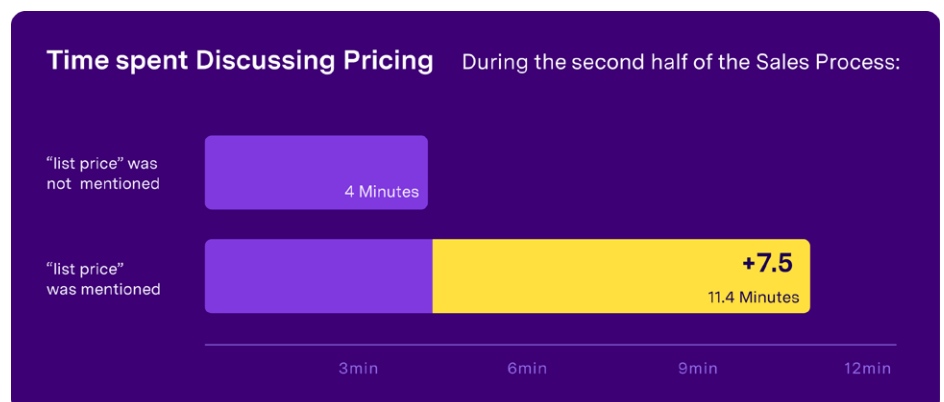 Time spent Discussing Pricing During the second half of the Sales Process:
“list price” was
not mentioned
4 Minutes
“list price”
was mentioned
+7.5
11.4 Minutes
3min 6min 9min 12min